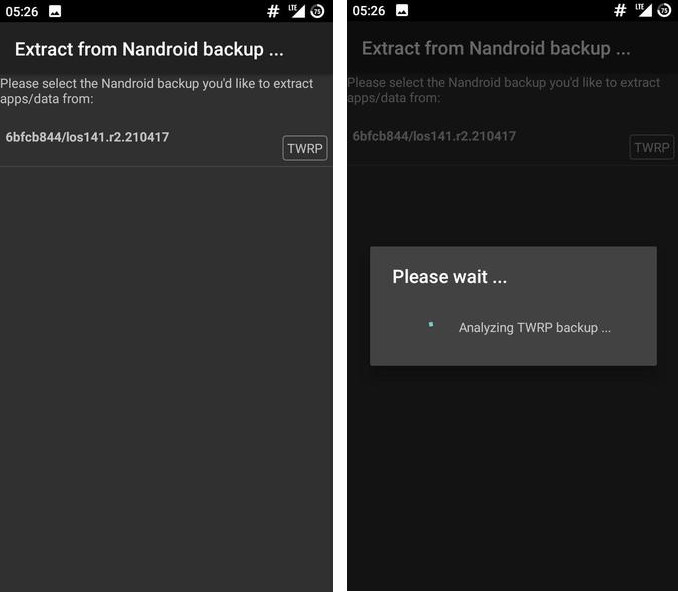 05:26 # LTE 75
Extract from Nandroid backup ...
Please select the Nandroid backup you'd like to extract
apps/data from:
6bfcb844/los141.r2.210417
TWRP
05:26 # LTE 75
Extract from Nandroid backup ...
Please select the Nandroid backup you'd like to extract
apps/data from:
6bfcb844/los141.r2.210417
TWRP
Please wait ...
Analyzing TWRP backup ...